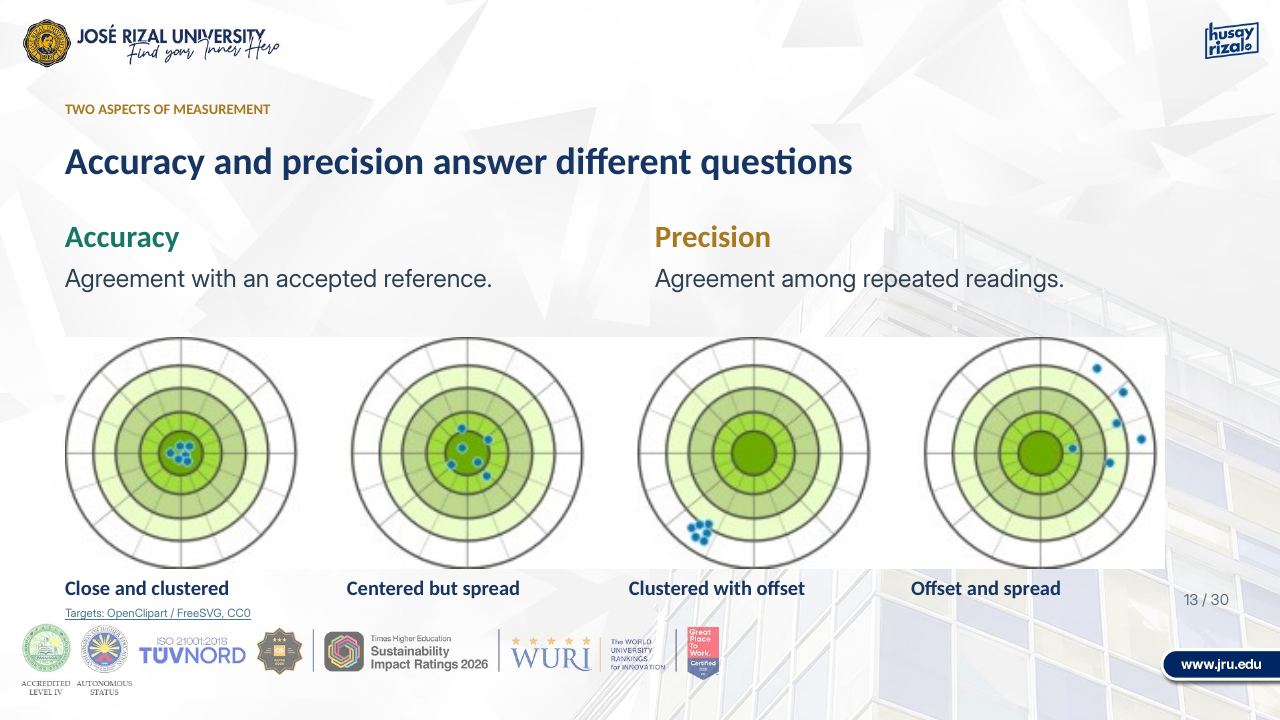 JOSÉ RIZAL UNIVERSITY
Find your Inner Hero
husay
rizal
TWO ASPECTS OF MEASUREMENT
Accuracy and precision answer different questions
Accuracy
Agreement with an accepted reference.
Precision
Agreement among repeated readings.
Close and clustered
Centered but spread
Clustered with offset
Offset and spread
Targets: OpenClipart / FreeSVG, CC0
13 / 30
ACCREDITED
LEVEL IV
AUTONOMOUS
STATUS
ISO 21001:2018
TÜVNORD
Times Higher Education
Sustainability
Impact Ratings 2026
WURI
The WORLD
UNIVERSITY
RANKINGS
for INNOVATION
Great
Place
To
Work.
Certified
www.jru.edu